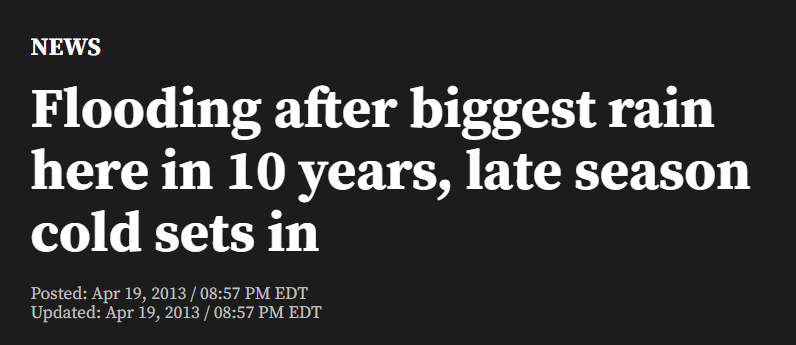 NEWS
Flooding after biggest rain
here in 10 years, late season
cold sets in
Posted: Apr 19, 2013 / 08:57 PM EDT
Updated: Apr 19, 2013 / 08:57 PM EDT